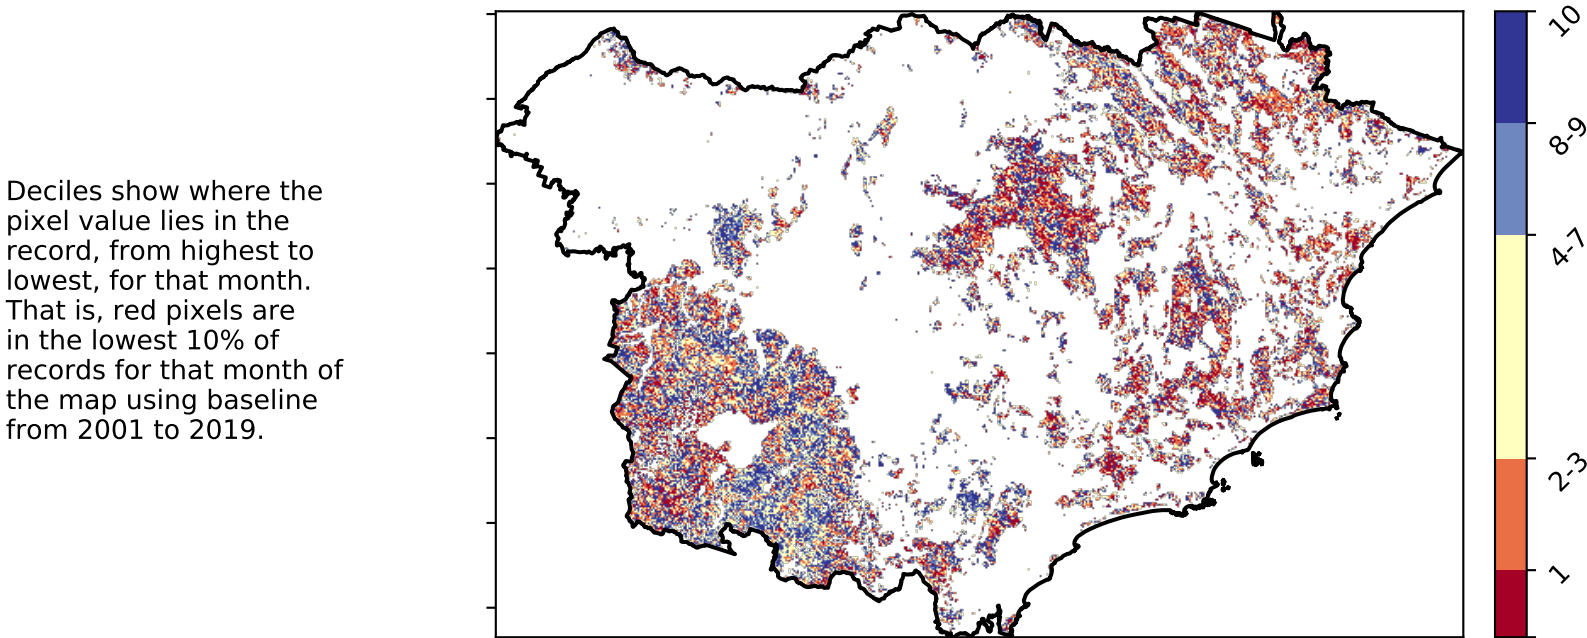 Deciles show where the
pixel value lies in the
record, from highest to
lowest, for that month.
That is, red pixels are
in the lowest 10% of
records for that month of
the map using baseline
from 2001 to 2019.
10
8-9
4-7
2-3
1